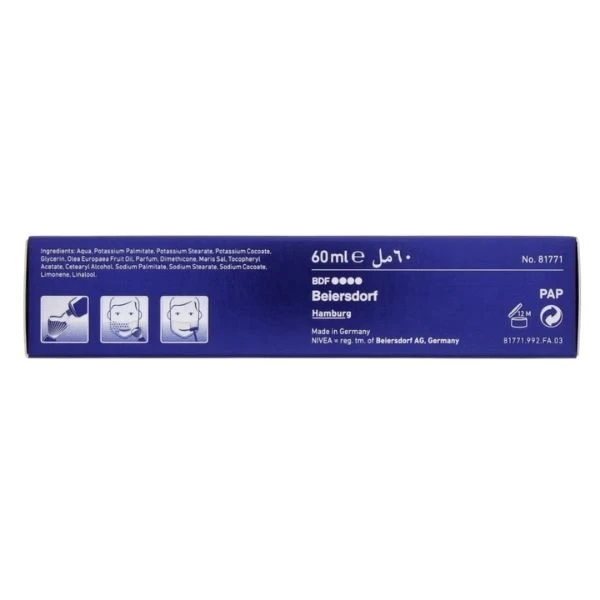 Ingredients: Aqua, Potassium Palmitate, Potassium Stearate, Potassium Cocoate,
Glycerin, Olea Europaea Fruit Oil, Parfum, Dimethicone, Maris Sal, Tocopheryl
Acetate, Cetearyl Alcohol, Sodium Palmitate, Sodium Stearate, Sodium Cocoate,
Limonene, Linalool.
60 ml e ٦٠ مل
No. 81771
BDF
Beiersdorf
Hamburg
Made in Germany
NIVEA = reg. tm. of Beiersdorf AG, Germany
PAP
12 M
81771.992.FA.03